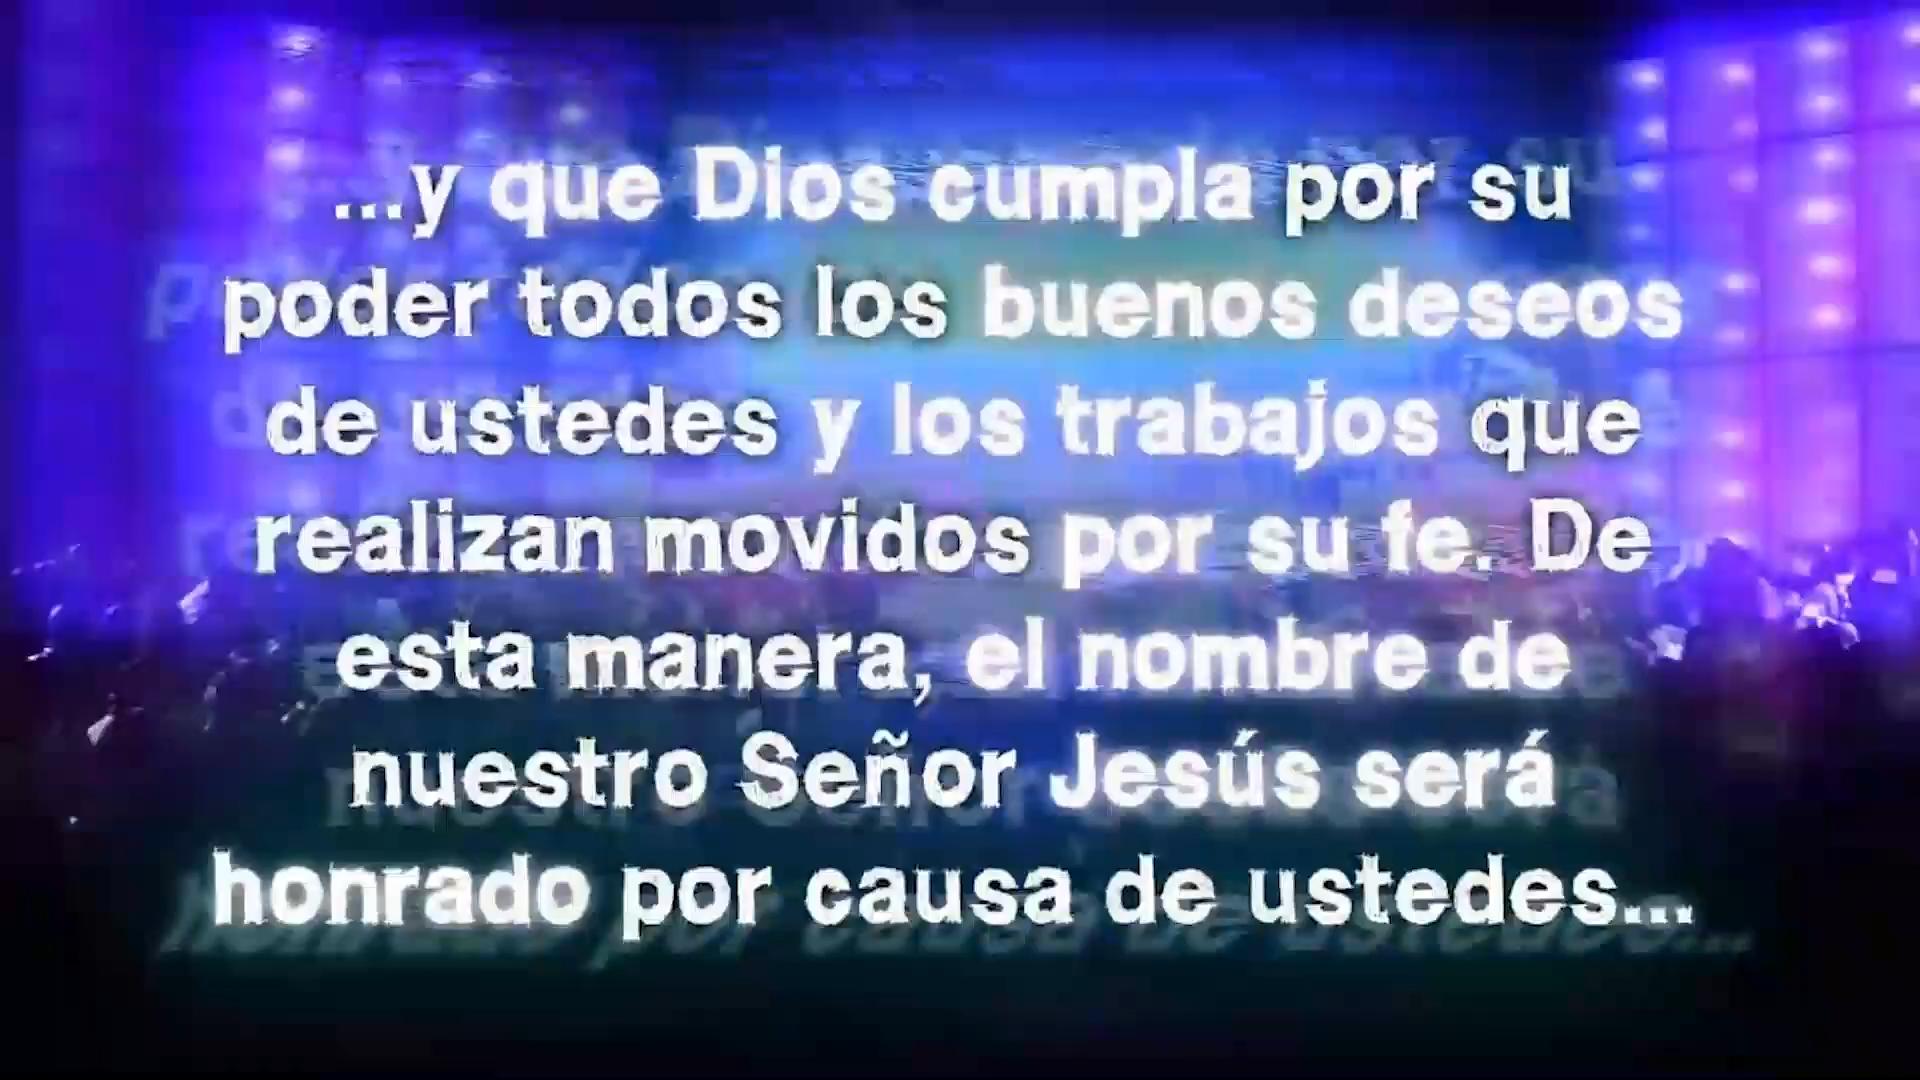 ...y que Dios cumpla por su
poder todos los buenos deseos
de ustedes y los trabajos que
realizan movidos por su fe. De
esta manera, el nombre de
nuestro Señor Jesús será
honrado por causa de ustedes...